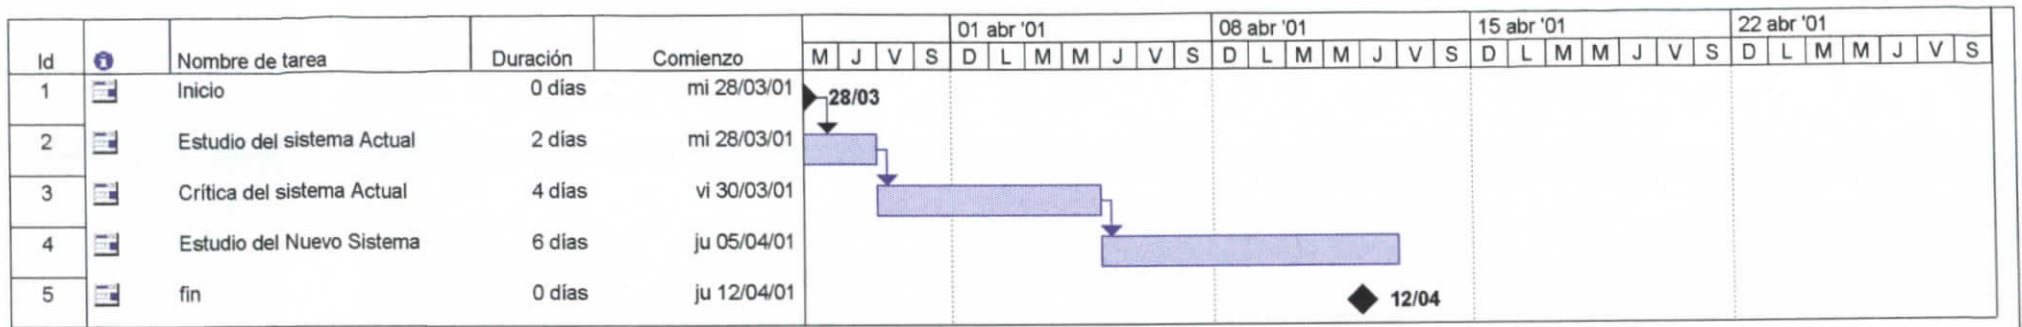 01 abr '01 08 abr '01 15 abr '01 22 abr '01
Id Nombre de tarea Duración Comienzo M J V S D L M M J V S D L M M J V S D L M M J V S D L M M J V S
1 Inicio 0 días mi 28/03/01 28/03
2 Estudio del sistema Actual 2 días mi 28/03/01
3 Crítica del sistema Actual 4 días vi 30/03/01
4 Estudio del Nuevo Sistema 6 días ju 05/04/01
5 fin 0 días ju 12/04/01 12/04